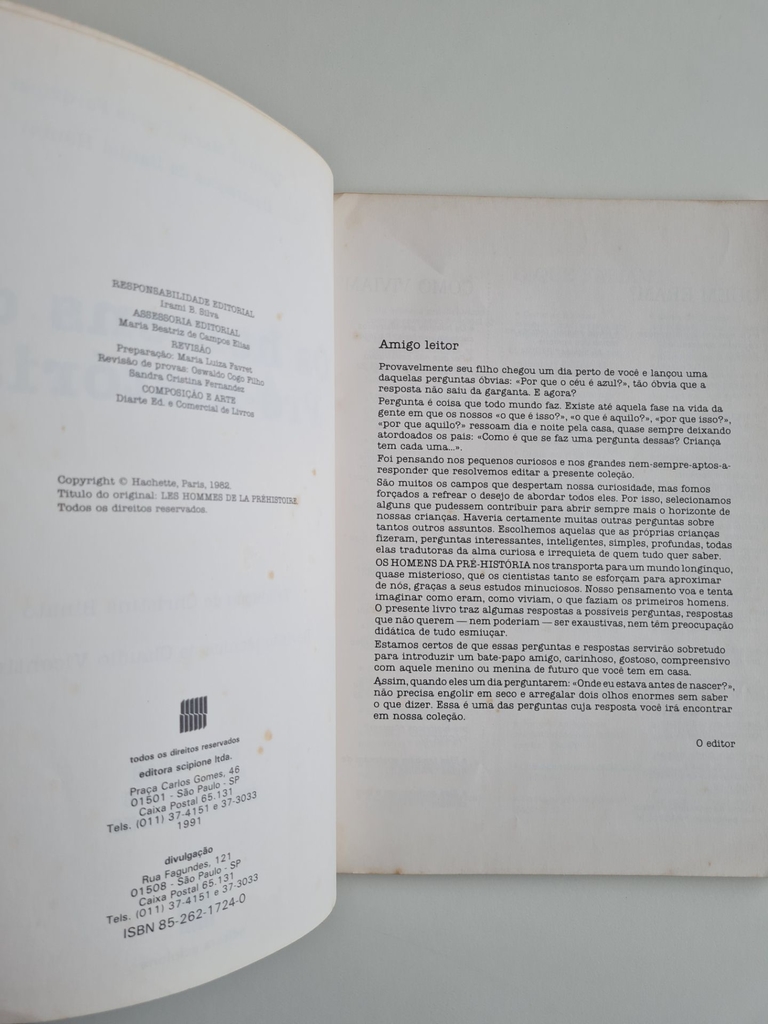 RESPONSABILIDADE EDITORIAL
Irami B. Silva
ASSESSORIA EDITORIAL
Maria Beatriz de Campos Elias
REVISÃO
Preparação: Maria Luiza Favret
Revisão de provas: Oswaldo Cogo Filho
Sandra Cristina Fernandez
COMPOSIÇÃO E ARTE
Diarte Ed. e Comercial de Livros
Copyright © Hachette, Paris, 1982.
Título do original: LES HOMMES DE LA PRÉHISTOIRE
Todos os direitos reservados.
todos os direitos reservados
editora scipione ltda.
Praça Carlos Gomes, 46
01501 - São Paulo - SP
Caixa Postal 65.131
Tels. (011) 37-4151 e 37-3033
1991
divulgação
Rua Fagundes, 121
01508 - São Paulo - SP
Caixa Postal 65.131
Tels. (011) 37-4151 e 37-3033
ISBN 85-262-1724-0
Amigo leitor
Provavelmente seu filho chegou um dia perto de você e lançou uma
daquelas perguntas óbvias: «Por que o céu é azul?», tão óbvia que a
resposta não saiu da garganta. E agora?
Pergunta é coisa que todo mundo faz. Existe até aquela fase na vida da
gente em que os nossos «o que é isso?», «o que é aquilo?», «por que isso?»,
«por que aquilo?» ressoam dia e noite pela casa, quase sempre deixando
atordoados os pais: «Como é que se faz uma pergunta dessas? Criança
tem cada uma...».
Foi pensando nos pequenos curiosos e nos grandes nem-sempre-aptos-a-
responder que resolvemos editar a presente coleção.
São muitos os campos que despertam nossa curiosidade, mas fomos
forçados a refrear o desejo de abordar todos eles. Por isso, selecionamos
alguns que pudessem contribuir para abrir sempre mais o horizonte de
nossas crianças. Haveria certamente muitas outras perguntas sobre
tantos outros assuntos. Escolhemos aquelas que as próprias crianças
fizeram, perguntas interessantes, inteligentes, simples, profundas, todas
elas tradutoras da alma curiosa e irrequieta de quem tudo quer saber.
OS HOMENS DA PRÉ-HISTÓRIA nos transporta para um mundo longínquo,
quase misterioso, que os cientistas tanto se esforçam para aproximar
de nós, graças a seus estudos minuciosos. Nosso pensamento voa e tenta
imaginar como eram, como viviam, o que faziam os primeiros homens.
O presente livro traz algumas respostas a possíveis perguntas, respostas
que não querem — nem poderiam — ser exaustivas, nem têm preocupação
didática de tudo esmiuçar.
Estamos certos de que essas perguntas e respostas servirão sobretudo
para introduzir um bate-papo amigo, carinhoso, gostoso, compreensivo
com aquele menino ou menina de futuro que você tem em casa.
Assim, quando eles um dia perguntarem: «Onde eu estava antes de nascer?»,
não precisa engolir em seco e arregalar dois olhos enormes sem saber
o que dizer. Essa é uma das perguntas cuja resposta você irá encontrar
em nossa coleção.
O editor